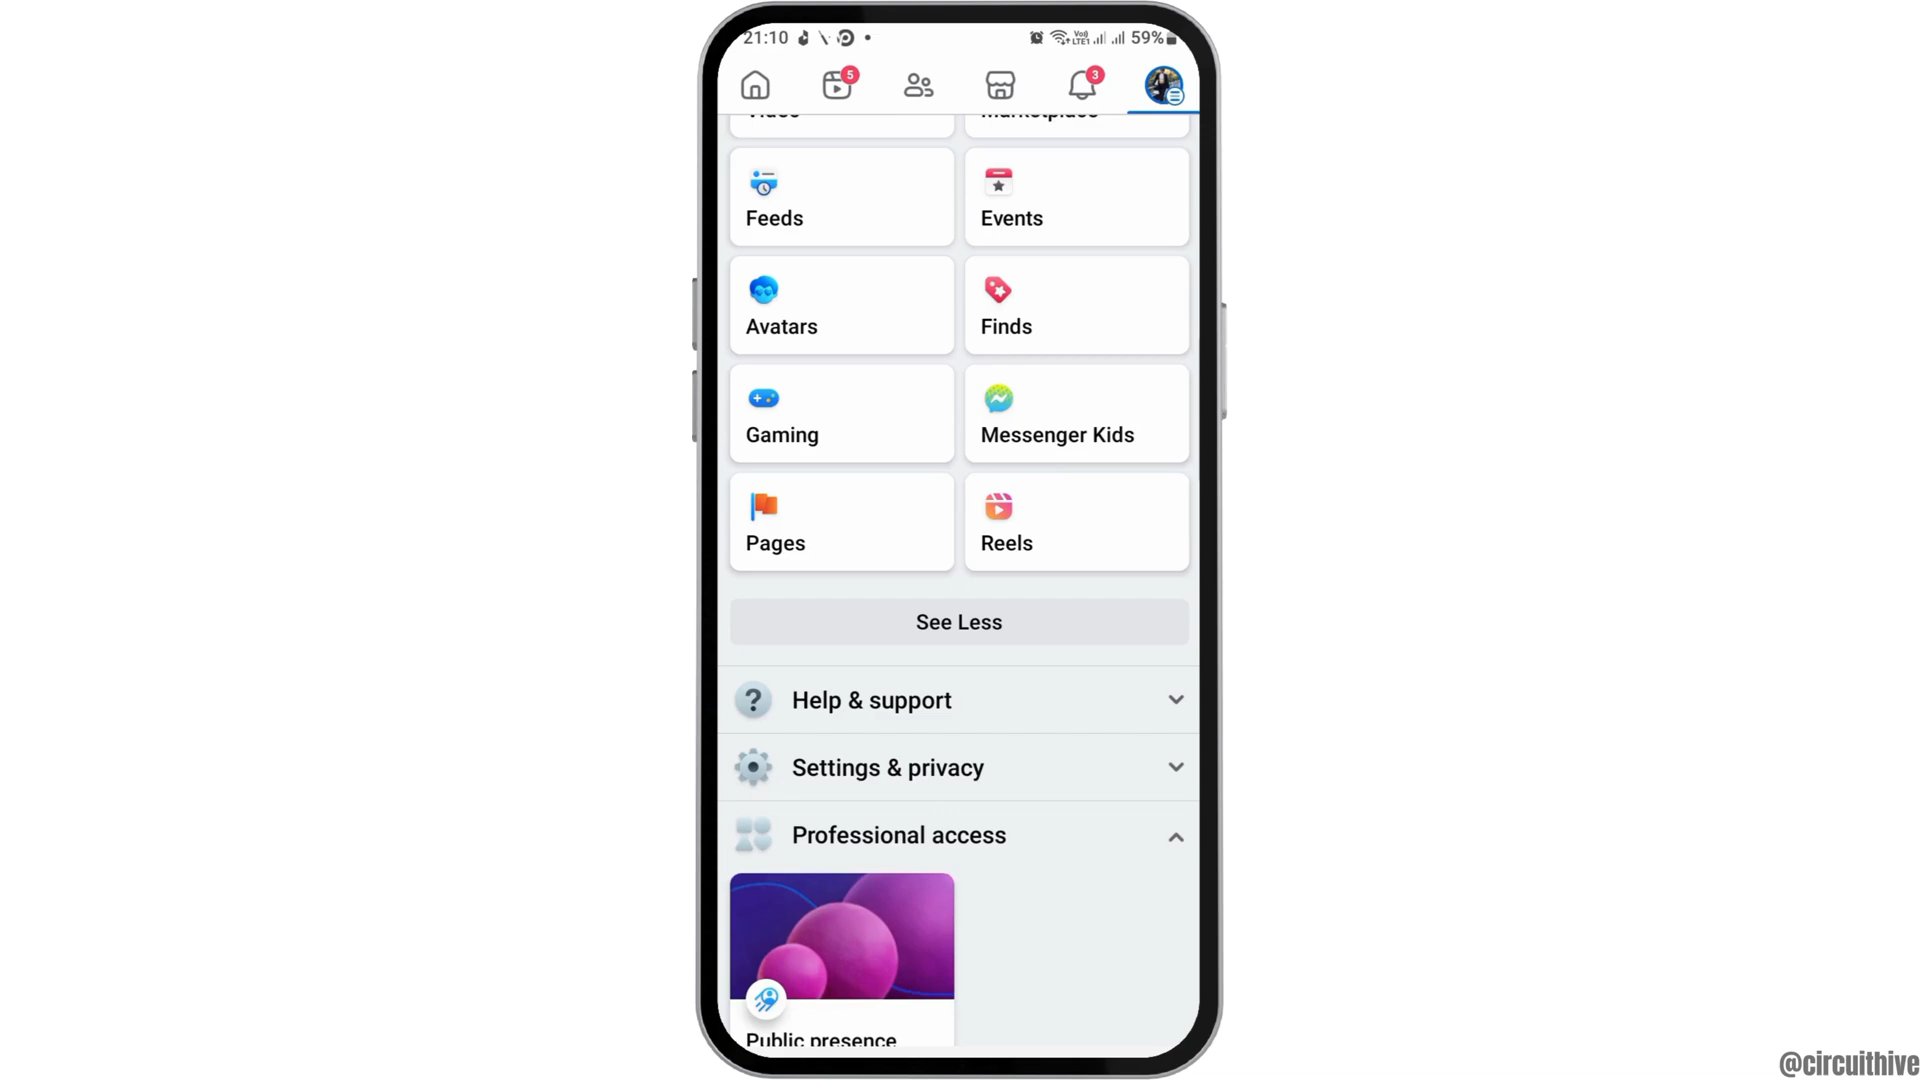 21:10 59%
5 3
Feeds Events
Avatars Finds
Gaming Messenger Kids
Pages Reels
See Less
? Help & support
Settings & privacy
Professional access
Public presence
@circuithive